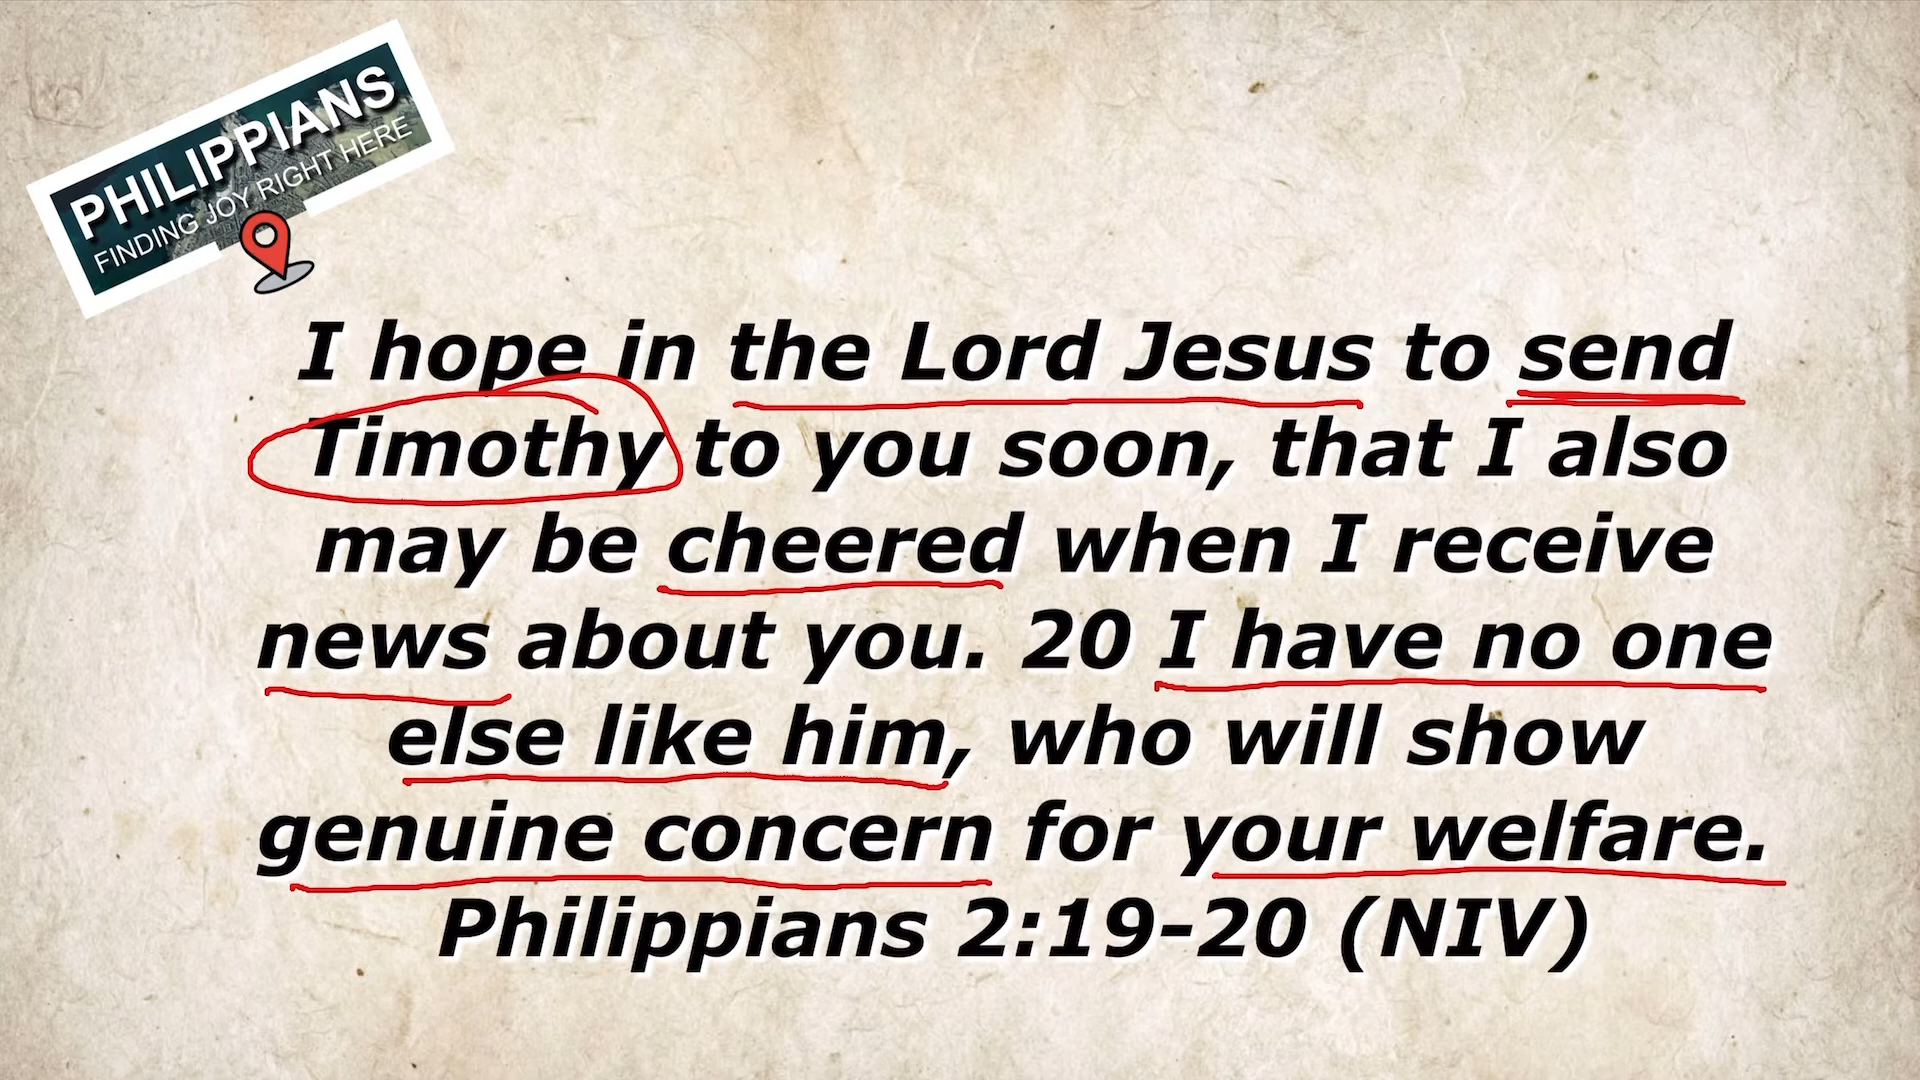 PHILIPPIANS
FINDING JOY RIGHT HERE
I hope in the Lord Jesus to send
Timothy to you soon, that I also
may be cheered when I receive
news about you. 20 I have no one
else like him, who will show
genuine concern for your welfare.
Philippians 2:19-20 (NIV)